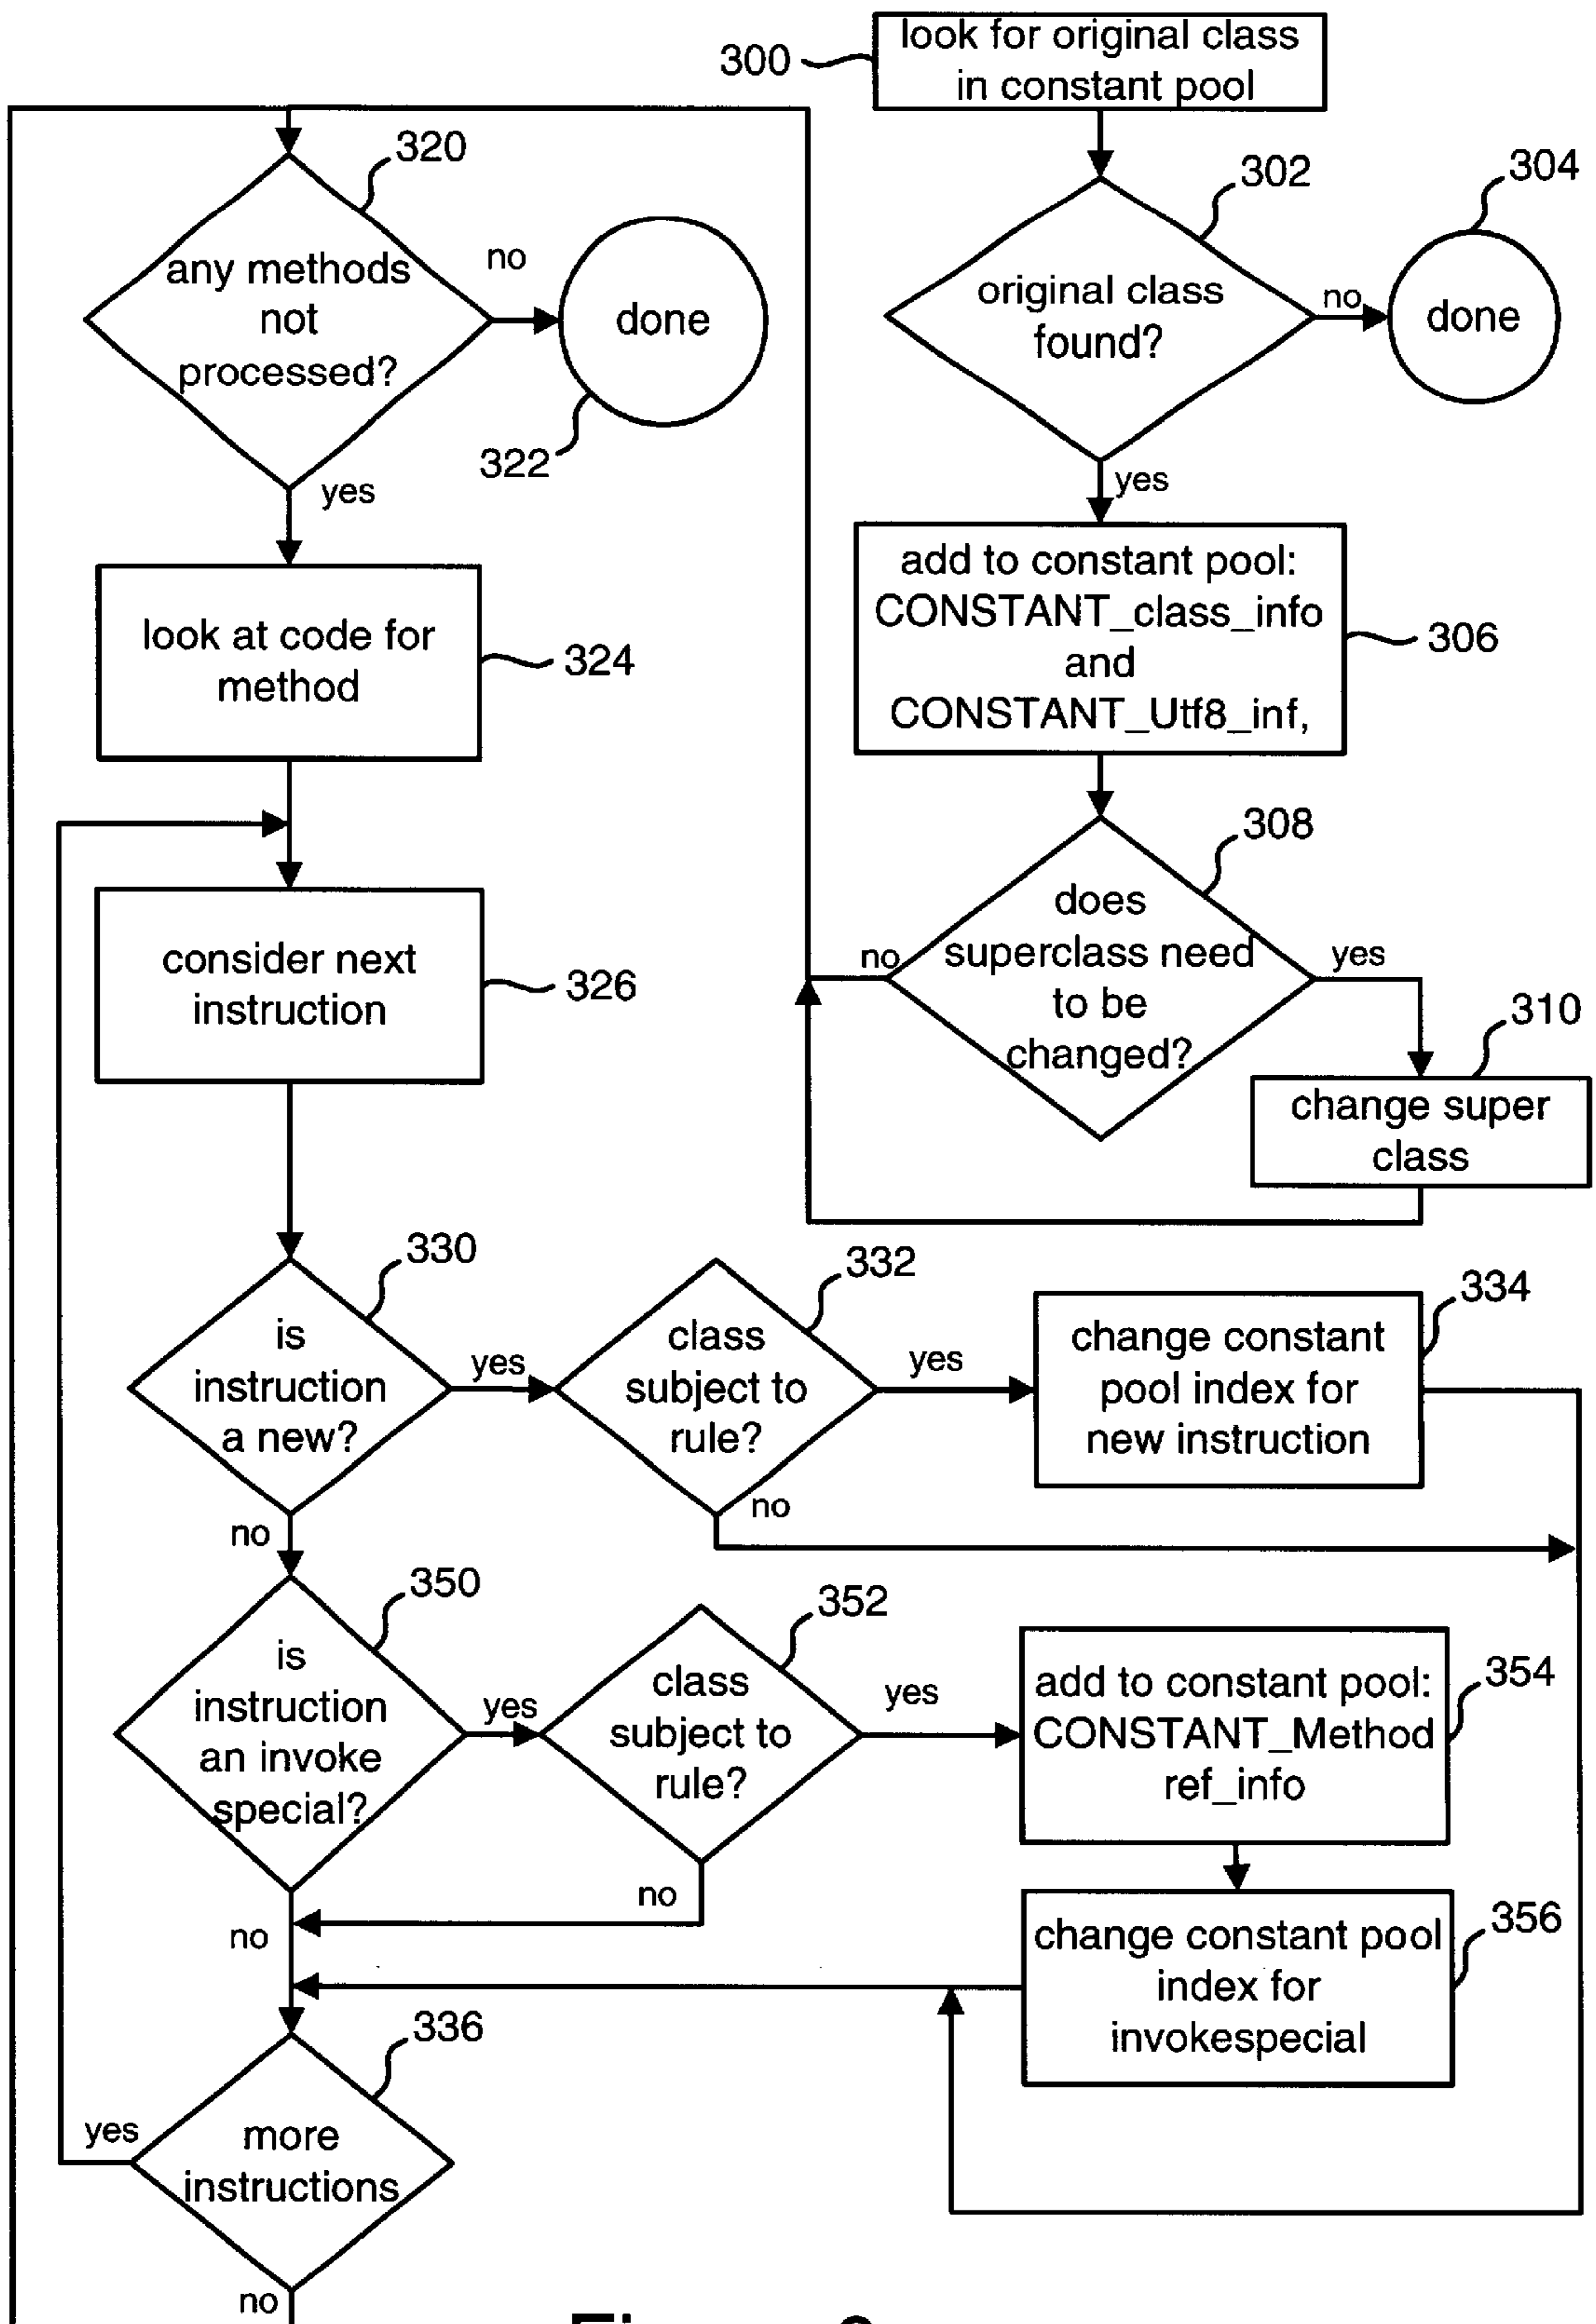 300
look for original class
in constant pool
302
original class
found?
no
304
done
yes
add to constant pool:
CONSTANT_class_info
and
CONSTANT_Utf8_inf,
306
308
does
superclass need
to be
changed?
no
yes
310
change super
class
320
any methods
not
processed?
no
done
322
yes
look at code for
method
324
consider next
instruction
326
330
is
instruction
a new?
yes
332
class
subject to
rule?
yes
334
change constant
pool index for
new instruction
no
no
350
is
instruction
an invoke
special?
yes
352
class
subject to
rule?
yes
354
add to constant pool:
CONSTANT_Method
ref_info
no
no
356
change constant pool
index for
invokespecial
336
more
instructions
yes
no